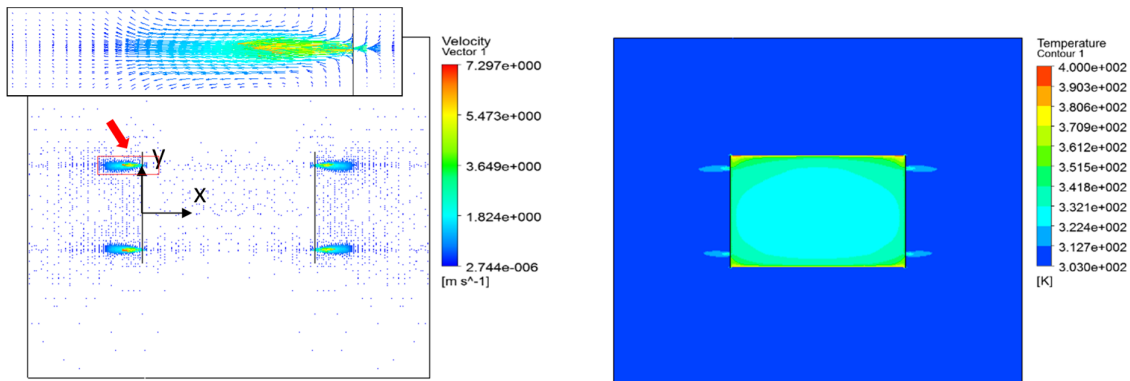 Velocity
Vector 1
7.297e+000
5.473e+000
3.649e+000
1.824e+000
2.744e-006
[m s^-1]
y
x
Temperature
Contour 1
4.000e+002
3.903e+002
3.806e+002
3.709e+002
3.612e+002
3.515e+002
3.418e+002
3.321e+002
3.224e+002
3.127e+002
3.030e+002
[K]